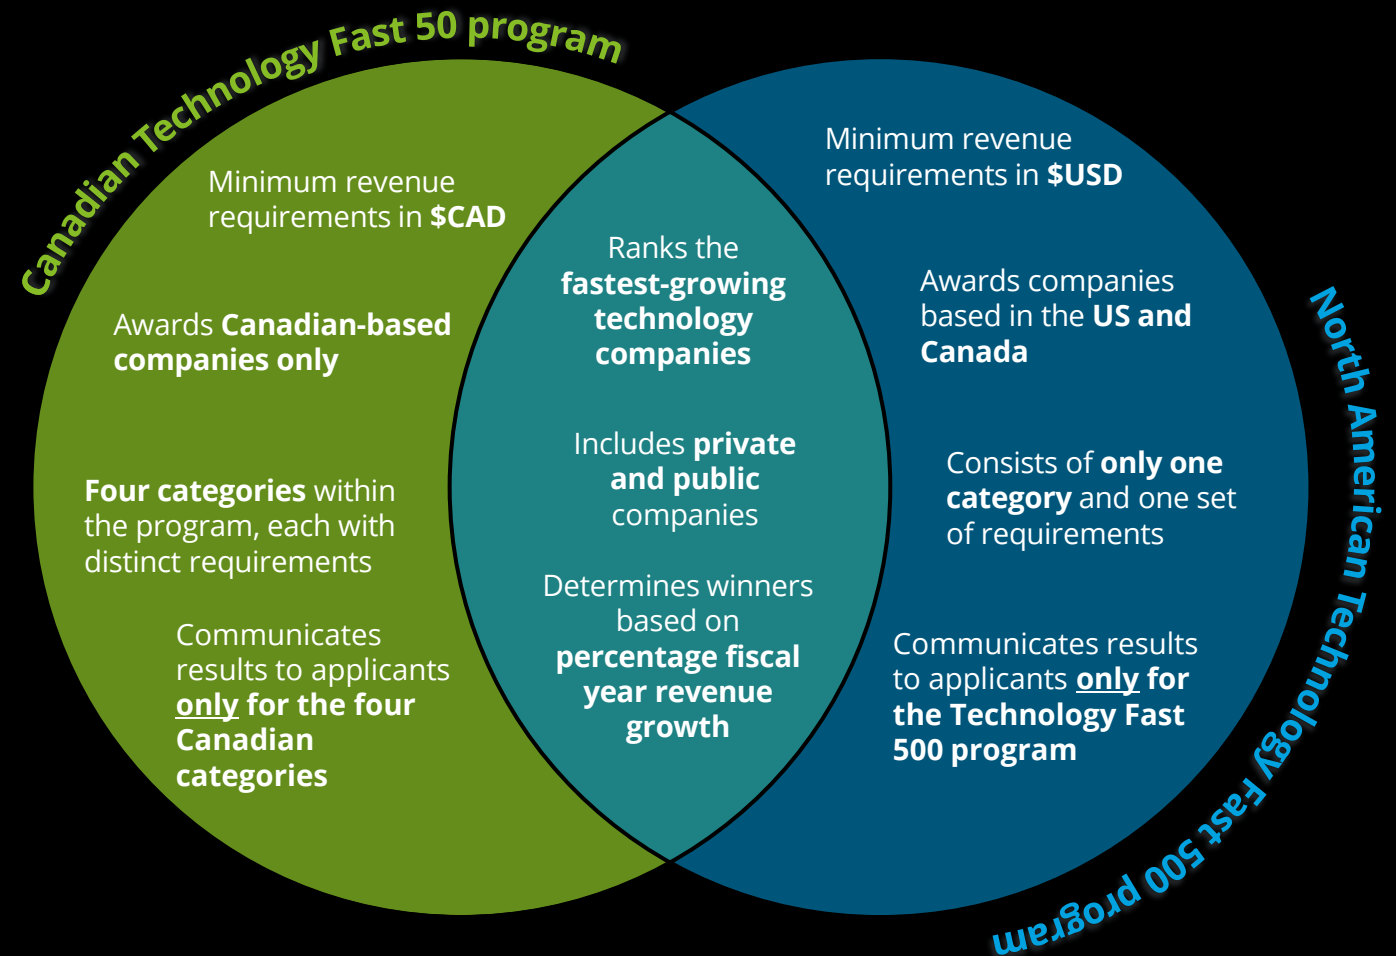 Canadian Technology Fast 50 program
Minimum revenue
requirements in $CAD
Awards Canadian-based
companies only
Four categories within
the program, each with
distinct requirements
Communicates
results to applicants
only for the four
Canadian
categories
Ranks the
fastest-growing
technology
companies
Includes private
and public
companies
Determines winners
based on
percentage fiscal
year revenue
growth
Minimum revenue
requirements in $USD
Awards companies
based in the US and
Canada
Consists of only one
category and one set
of requirements
Communicates results
to applicants only for
the Technology Fast
500 program
North American Technology Fast 500 program